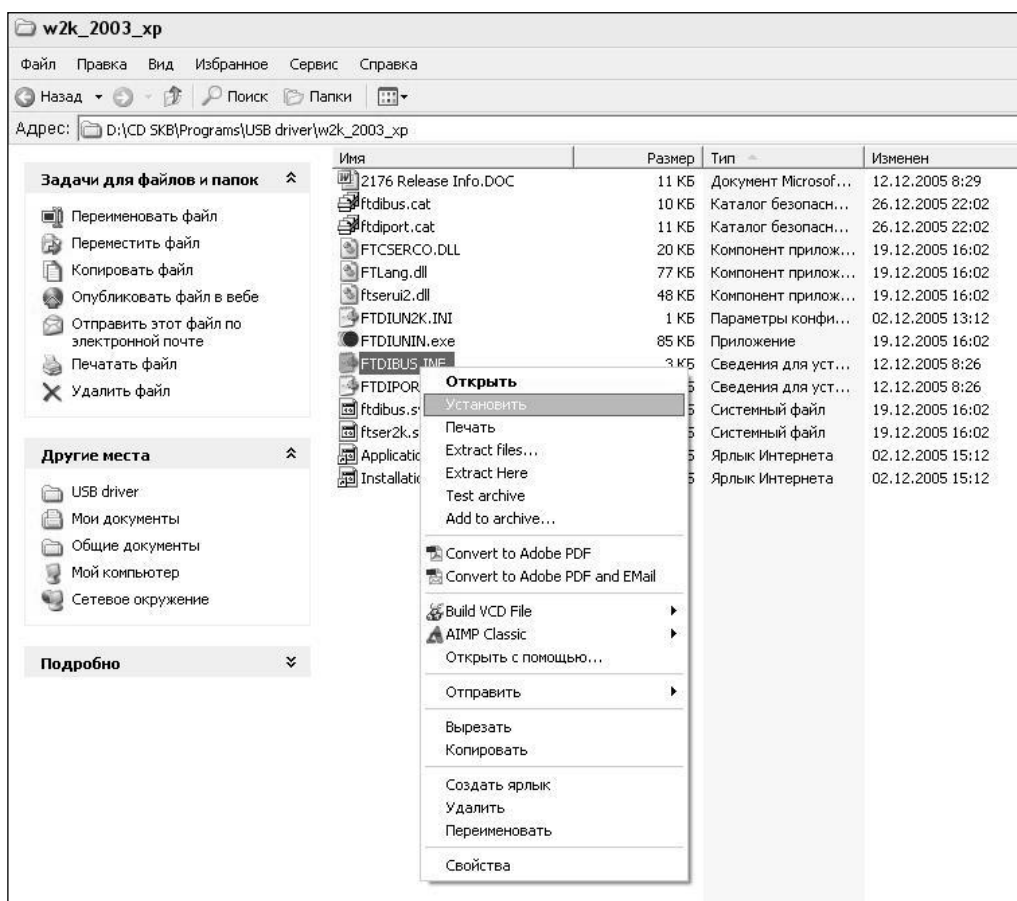 w2k_2003_xp
Файл Правка Вид Избранное Сервис Справка
Назад Поиск Папки
Адрес: D:\CD SKB\Programs\USB driver\w2k_2003_xp
Задачи для файлов и папок
Переименовать файл
Переместить файл
Копировать файл
Опубликовать файл в вебе
Отправить этот файл по
электронной почте
Печатать файл
Удалить файл
Другие места
USB driver
Мои документы
Общие документы
Мой компьютер
Сетевое окружение
Подробно
Имя Размер Тип Изменен
2176 Release Info.DOC 11 КБ Документ Microsof... 12.12.2005 8:29
ftdibus.cat 10 КБ Каталог безопасн... 26.12.2005 22:02
ftdiport.cat 11 КБ Каталог безопасн... 26.12.2005 22:02
FTCSERCO.DLL 20 КБ Компонент прилож... 19.12.2005 16:02
FTLang.dll 77 КБ Компонент прилож... 19.12.2005 16:02
ftserui2.dll 48 КБ Компонент прилож... 19.12.2005 16:02
FTDIUN2K.INI 1 КБ Параметры конфи... 02.12.2005 13:12
FTDIUNIN.exe 85 КБ Приложение 19.12.2005 16:02
FTDIBUS.INF 3 КБ Сведения для уст... 12.12.2005 8:26
FTDIPOR Б Сведения для уст... 12.12.2005 8:26
ftdibus.s Б Системный файл 19.12.2005 16:02
ftser2k.s Б Системный файл 19.12.2005 16:02
Applicatio Б Ярлык Интернета 02.12.2005 15:12
Installatio Б Ярлык Интернета 02.12.2005 15:12
Открыть
Установить
Печать
Extract files...
Extract Here
Test archive
Add to archive...
Convert to Adobe PDF
Convert to Adobe PDF and EMail
Build VCD File
AIMP Classic
Открыть с помощью...
Отправить
Вырезать
Копировать
Создать ярлык
Удалить
Переименовать
Свойства